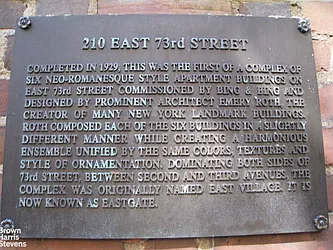 210 EAST 73rd STREET
COMPLETED IN 1929, THIS WAS THE FIRST OF A COMPLEX OF
SIX NEO-ROMANESQUE STYLE APARTMENT BUILDINGS ON
EAST 73rd STREET COMMISSIONED BY BING & BING AND
DESIGNED BY PROMINENT ARCHITECT EMERY ROTH, THE
CREATOR OF MANY NEW YORK LANDMARK BUILDINGS.
ROTH COMPOSED EACH OF THE SIX BUILDINGS IN A SLIGHTLY
DIFFERENT MANNER WHILE CREATING A HARMONIOUS
ENSEMBLE UNIFIED BY THE SAME COLORS, TEXTURES AND
STYLE OF ORNAMENTATION, DOMINATING BOTH SIDES OF
73rd STREET, BETWEEN SECOND AND THIRD AVENUES. THE
COMPLEX WAS ORIGINALLY NAMED EAST VILLAGE. IT IS
NOW KNOWN AS EASTGATE.
Brown
Harris
Stevens